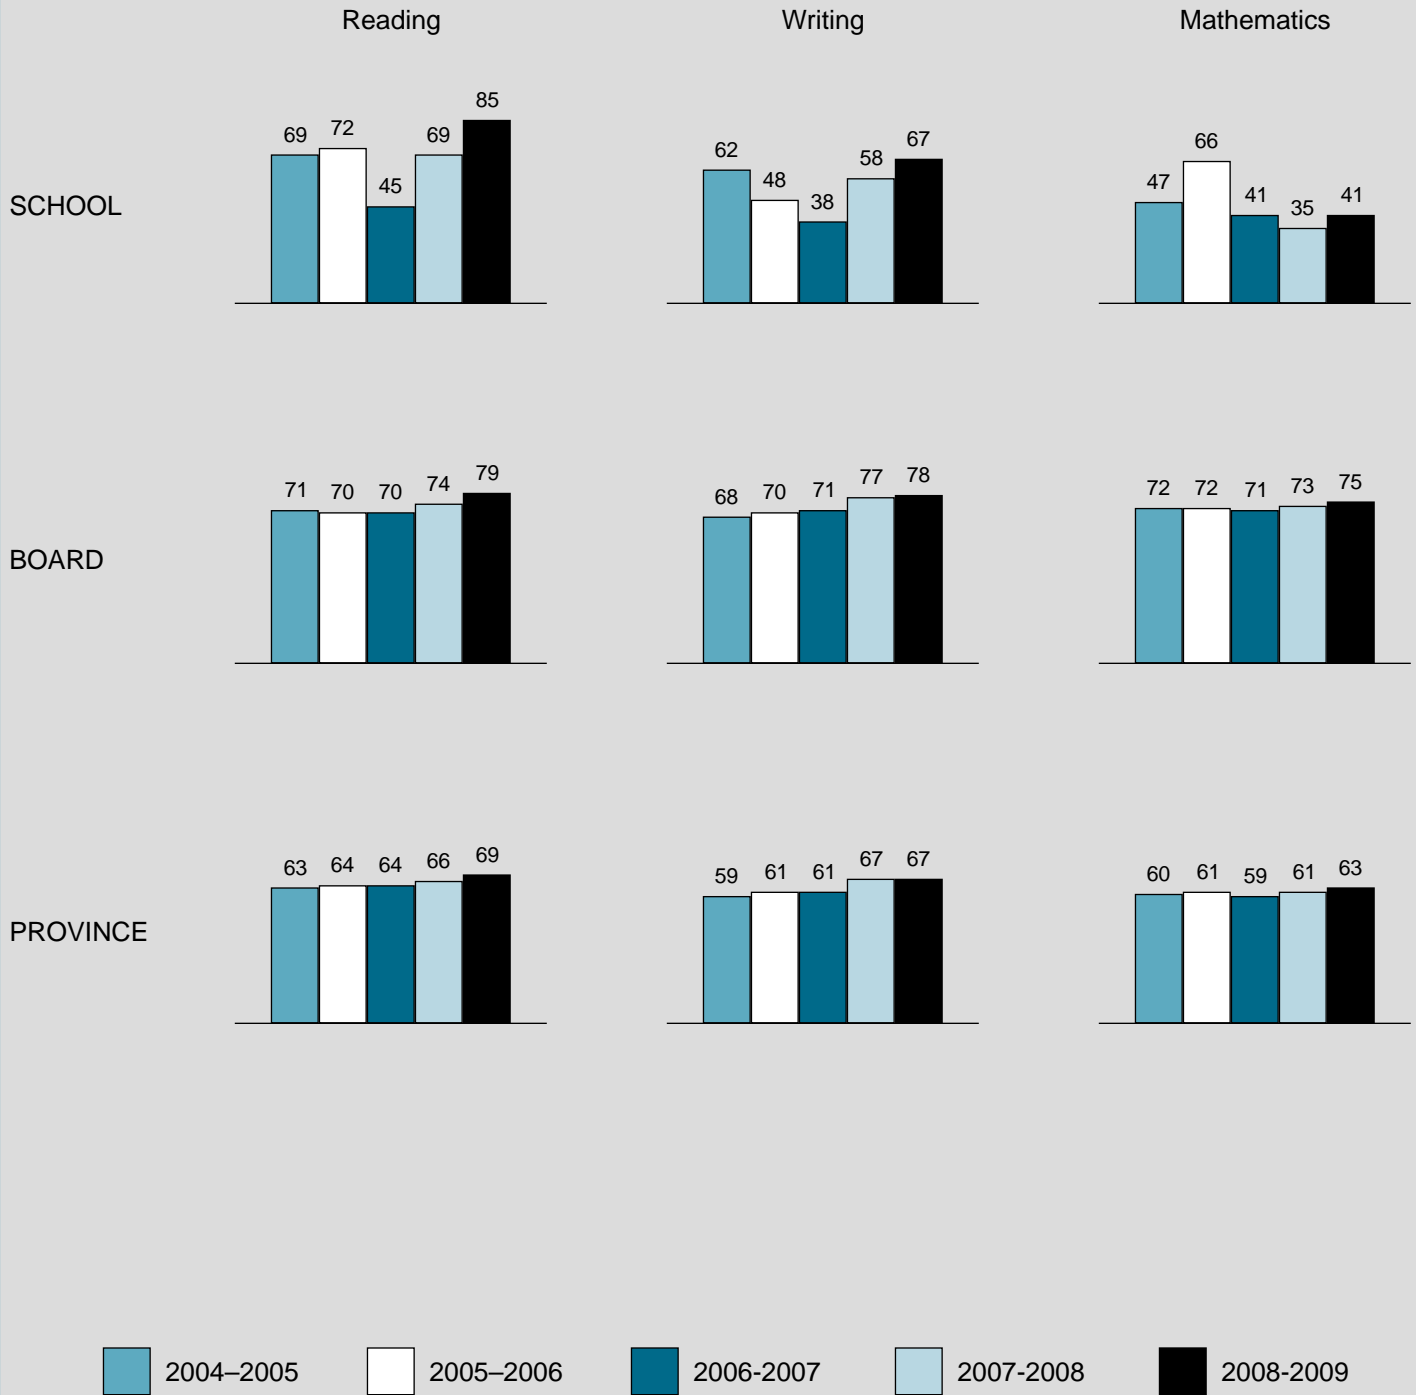 Reading Writing Mathematics
SCHOOL
69 72 45 69 85
62 48 38 58 67
47 66 41 35 41
BOARD
71 70 70 74 79
68 70 71 77 78
72 72 71 73 75
PROVINCE
63 64 64 66 69
59 61 61 67 67
60 61 59 61 63
2004–2005 2005–2006 2006-2007 2007-2008 2008-2009